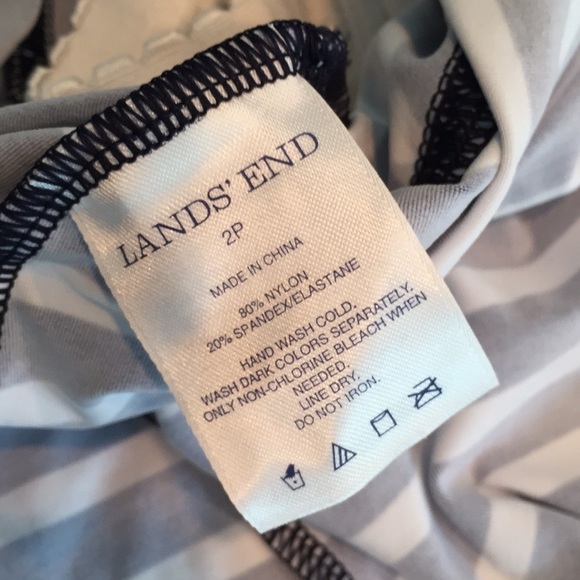 LANDS' END
2P
MADE IN CHINA
80% NYLON
20% SPANDEX/ELASTANE
HAND WASH COLD.
WASH DARK COLORS SEPARATELY.
ONLY NON-CHLORINE BLEACH WHEN
NEEDED.
LINE DRY.
DO NOT IRON.